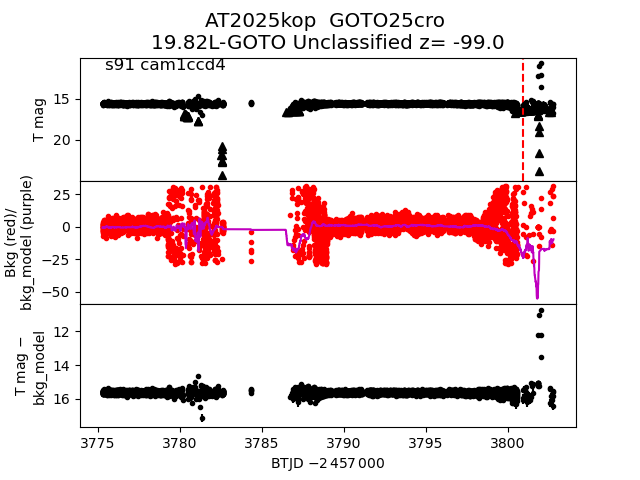 AT2025kop  GOTO25cro
19.82L-GOTO Unclassified z= -99.0
s91 cam1ccd4
T mag
15
20
Bkg (red)/
bkg_model (purple)
25
0
−25
−50
T mag −
bkg_model
12
14
16
3775 3780 3785 3790 3795 3800
BTJD −2 457 000